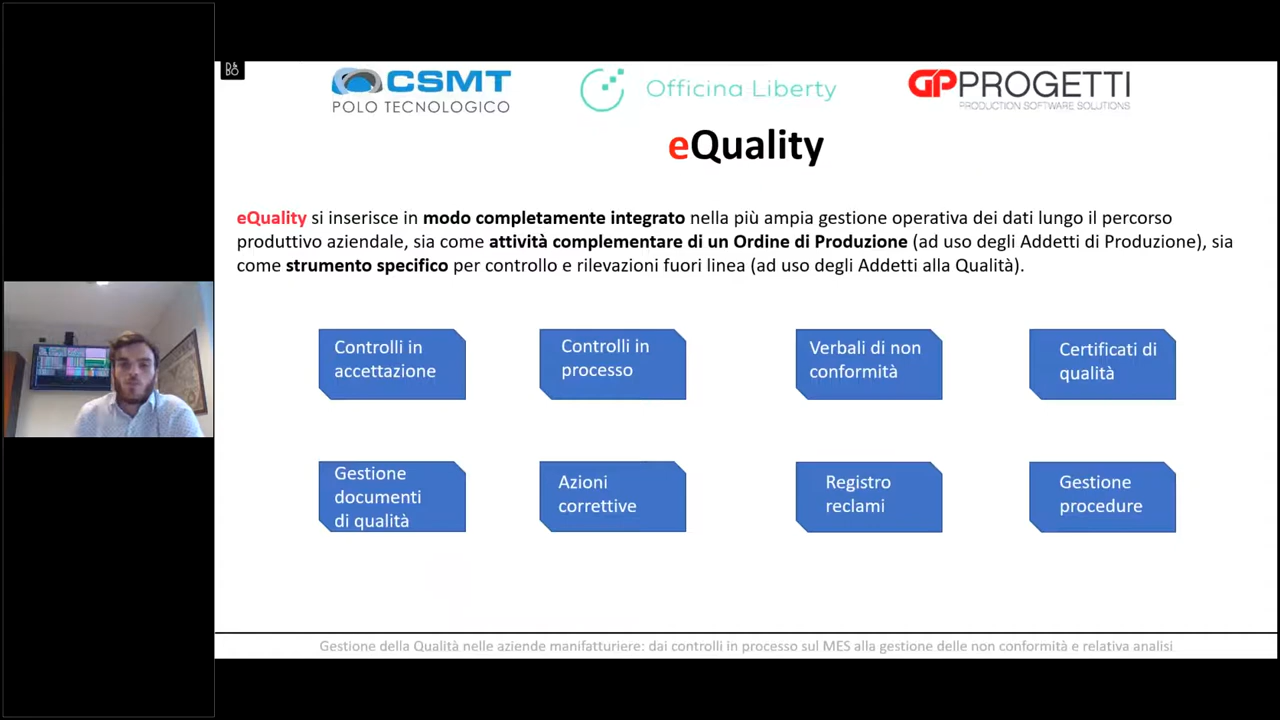 DE
BO
CSMT
POLO TECNOLOGICO
Officina Liberty
GPPROGETTI
PRODUCTION SOFTWARE SOLUTIONS
eQuality
eQuality si inserisce in modo completamente integrato nella più ampia gestione operativa dei dati lungo il percorso
produttivo aziendale, sia come attività complementare di un Ordine di Produzione (ad uso degli Addetti di Produzione), sia
come strumento specifico per controllo e rilevazioni fuori linea (ad uso degli Addetti alla Qualità).
Controlli in
accettazione
Controlli in
processo
Verbali di non
conformità
Certificati di
qualità
Gestione
documenti
di qualità
Azioni
correttive
Registro
reclami
Gestione
procedure
Gestione della Qualità nelle aziende manifatturiere: dai controlli in processo sul MES alla gestione delle non conformità e relativa analisi